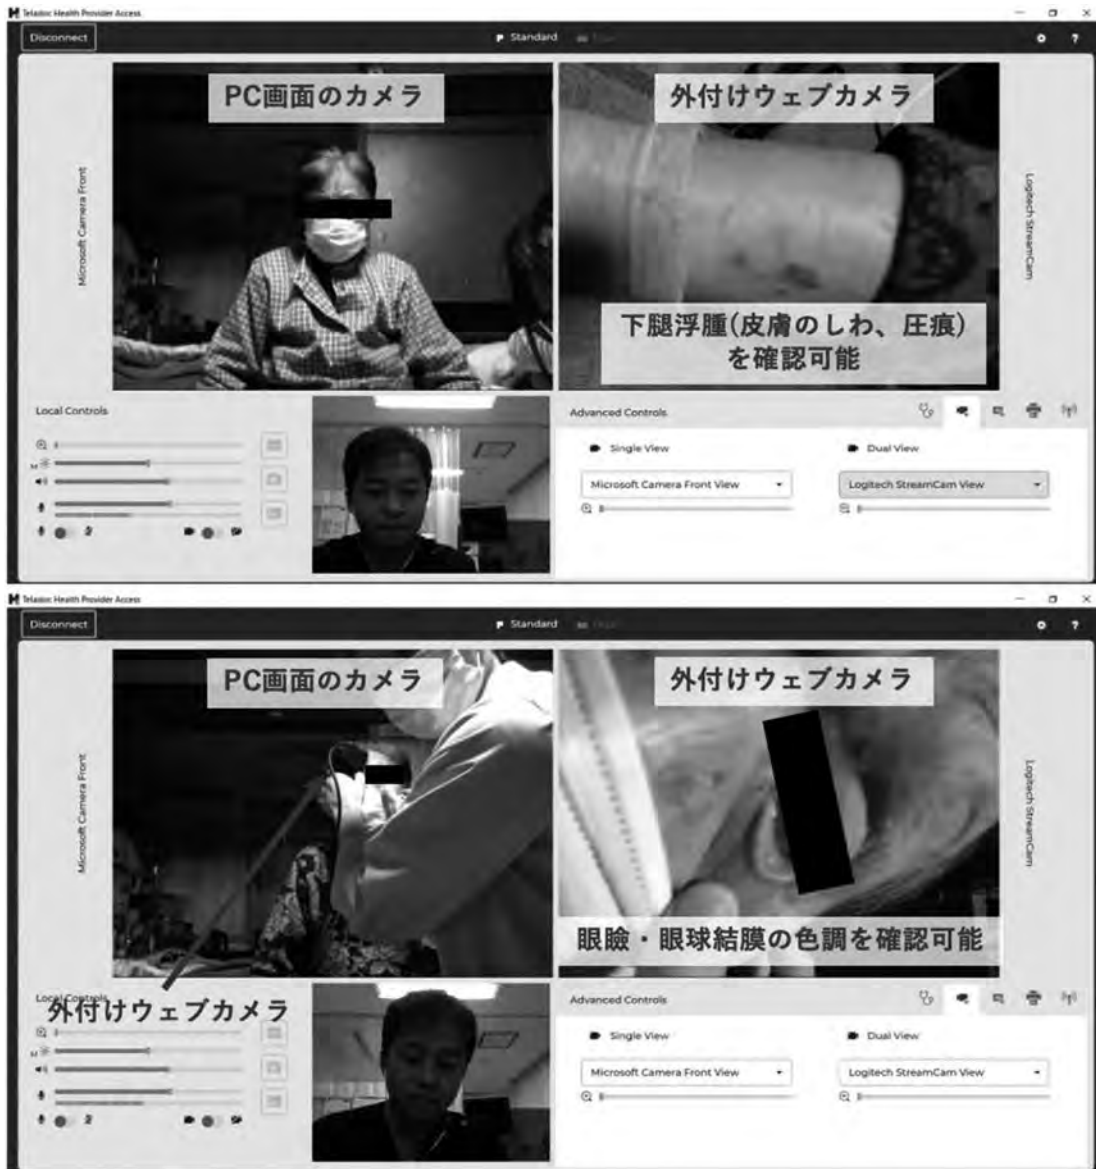 Teladoc Health Provider Access
Disconnect
Standard
?
PC画面のカメラ
外付けウェブカメラ
Microsoft Camera Front
Logitech StreamCam
下腿浮腫(皮膚のしわ、圧痕)
を確認可能
Local Controls
M
Advanced Controls
Single View
Dual View
Microsoft Camera Front View
Logitech StreamCam View
Teladoc Health Provider Access
Disconnect
Standard
?
PC画面のカメラ
外付けウェブカメラ
Microsoft Camera Front
Logitech StreamCam
眼瞼・眼球結膜の色調を確認可能
Local Controls
外付けウェブカメラ
M
Advanced Controls
Single View
Dual View
Microsoft Camera Front View
Logitech StreamCam View